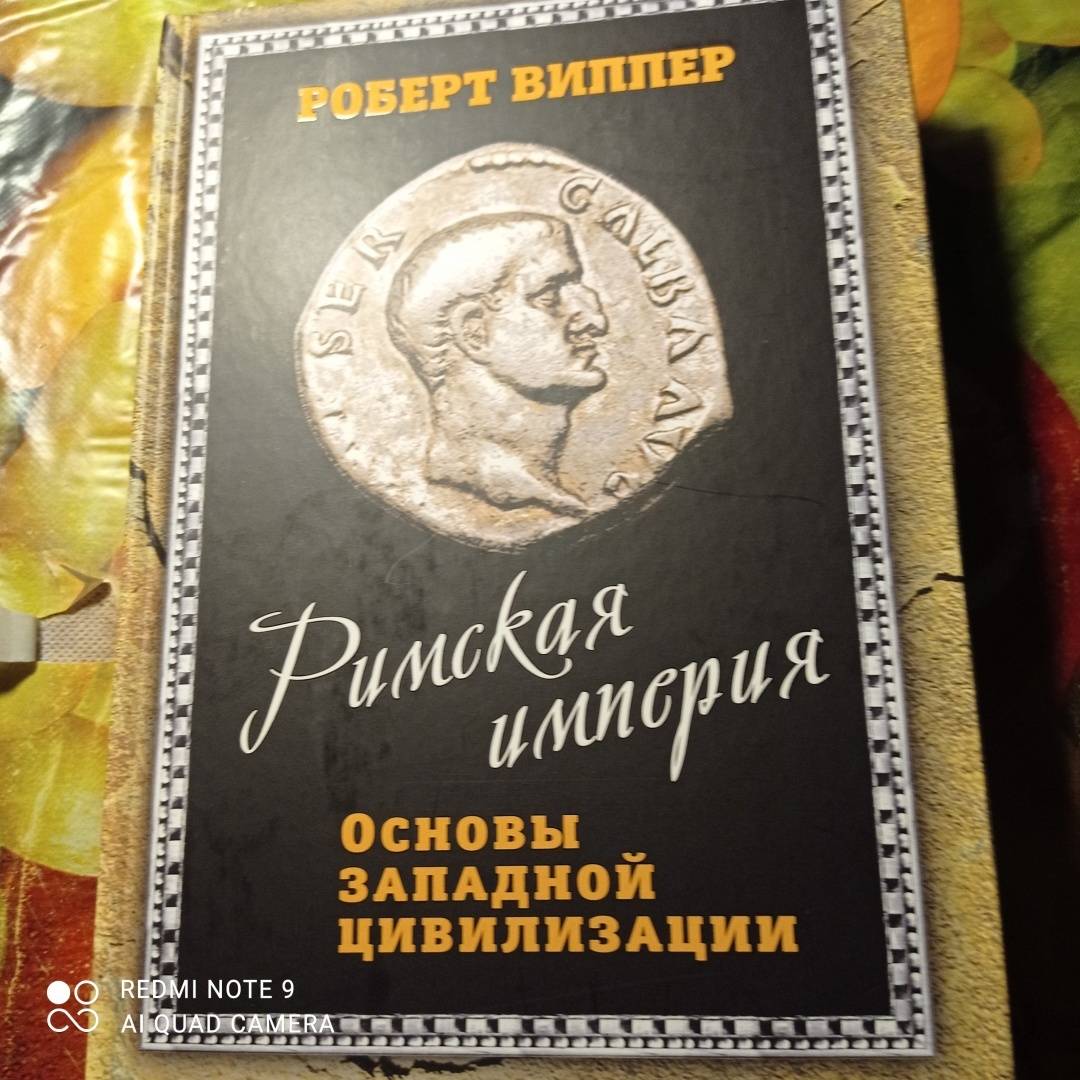 РОБЕРТ ВИППЕР
SER GALBA AVG
Римская
империя
Основы
западной
цивилизации
REDMI NOTE 9
AI QUAD CAMERA